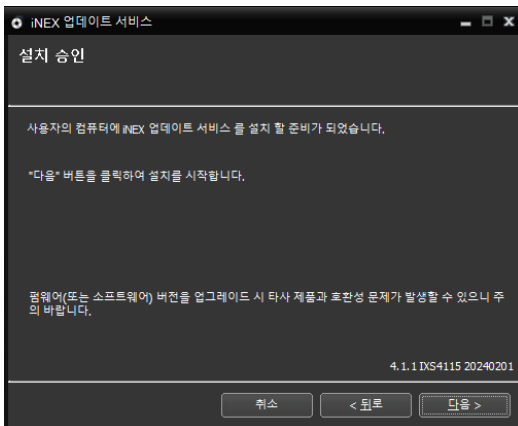 iNEX 업데이트 서비스
설치 승인
사용자의 컴퓨터에 iNEX 업데이트 서비스 를 설치 할 준비가 되었습니다.
"다음" 버튼을 클릭하여 설치를 시작합니다.
펌웨어(또는 소프트웨어) 버전을 업그레이드 시 타사 제품과 호환성 문제가 발생할 수 있으니 주
의 바랍니다.
4.1.1 IXS4115 20240201
취소
< 뒤로
다음 >